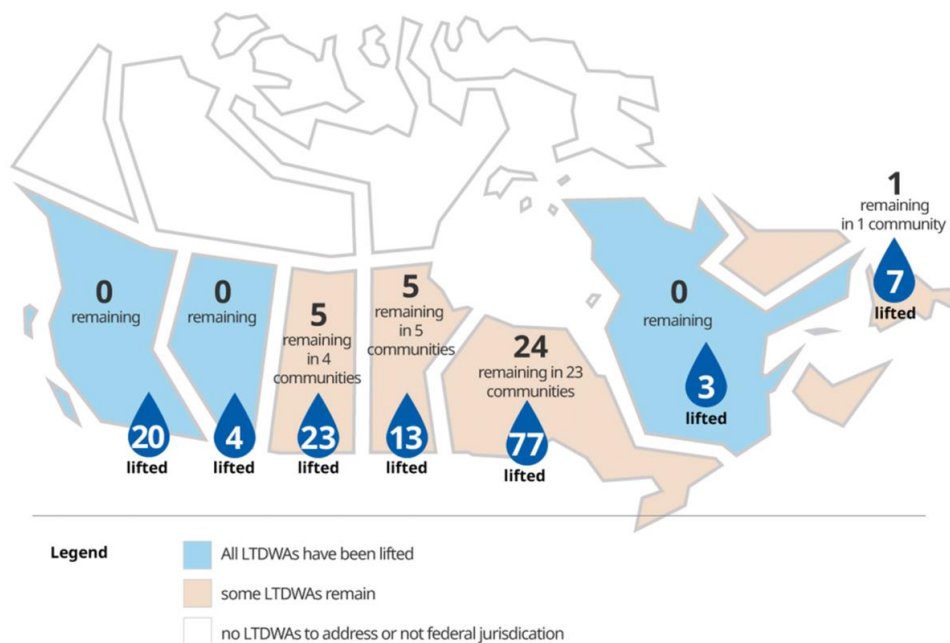 1
remaining
in 1 community
7
lifted
0
remaining
20
lifted
0
remaining
4
lifted
5
remaining
in 4
communities
23
lifted
5
remaining
in 5
communities
13
lifted
24
remaining in 23
communities
77
lifted
0
remaining
3
lifted
Legend
All LTDWAs have been lifted
some LTDWAs remain
no LTDWAs to address or not federal jurisdication